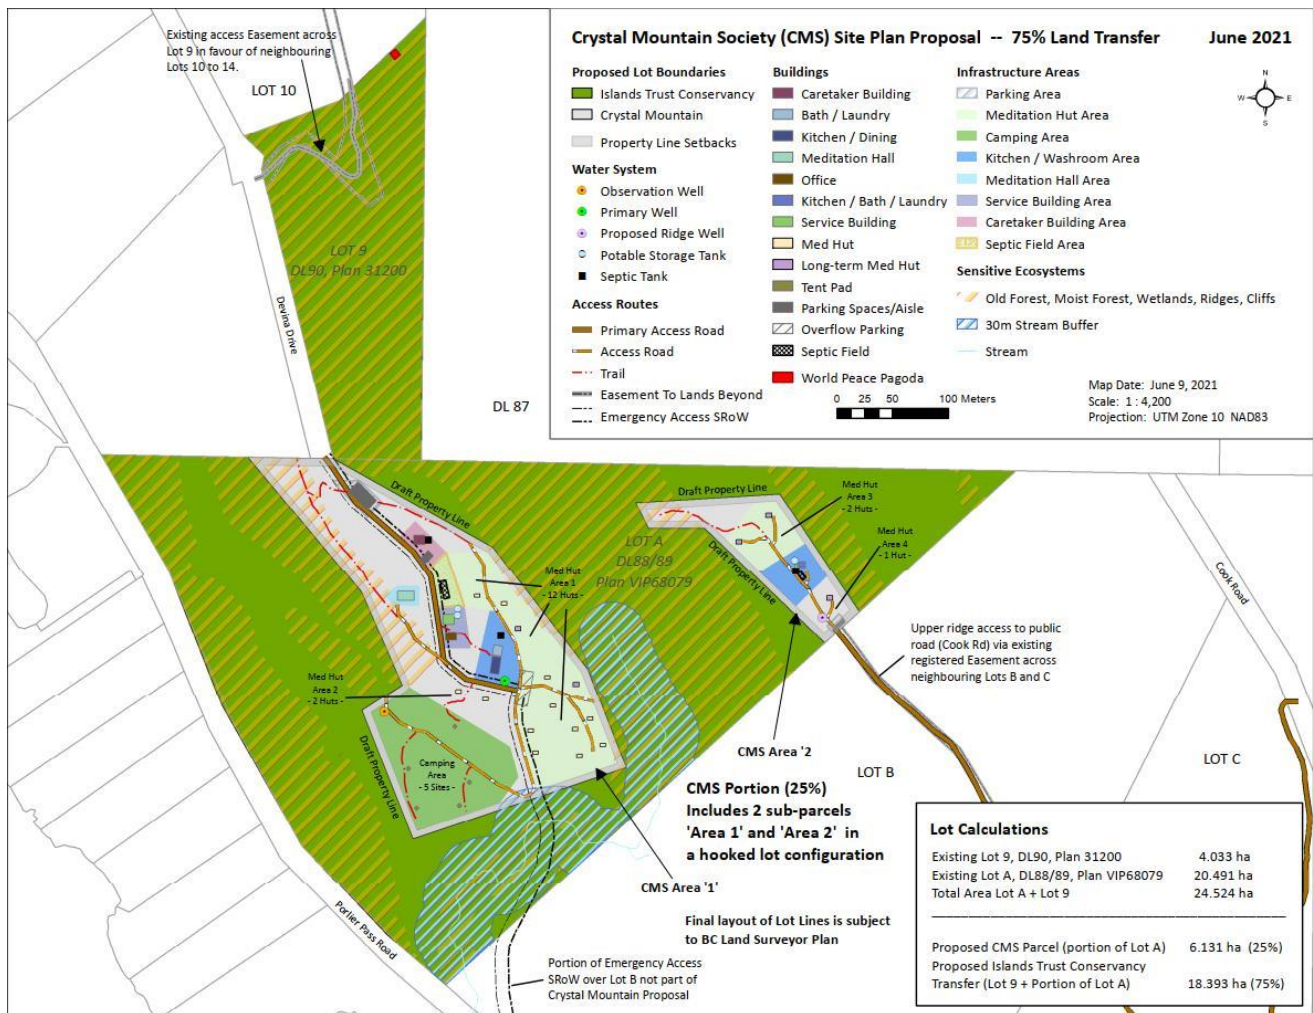 Existing access Easement across
Lot 9 in favour of neighbouring
Lots 10 to 14.
LOT 10
LOT 9
DL90, Plan 31200
Devina Drive
DL 87
Crystal Mountain Society (CMS) Site Plan Proposal -- 75% Land Transfer June 2021
Proposed Lot Boundaries
Islands Trust Conservancy
Crystal Mountain
Property Line Setbacks
Water System
Observation Well
Primary Well
Proposed Ridge Well
Potable Storage Tank
Septic Tank
Access Routes
Primary Access Road
Access Road
Trail
Easement To Lands Beyond
Emergency Access SRoW
Buildings
Caretaker Building
Bath / Laundry
Kitchen / Dining
Meditation Hall
Office
Kitchen / Bath / Laundry
Service Building
Med Hut
Long-term Med Hut
Tent Pad
Parking Spaces/Aisle
Overflow Parking
Septic Field
World Peace Pagoda
Infrastructure Areas
Parking Area
Meditation Hut Area
Camping Area
Kitchen / Washroom Area
Meditation Hall Area
Service Building Area
Caretaker Building Area
Septic Field Area
Sensitive Ecosystems
Old Forest, Moist Forest, Wetlands, Ridges, Cliffs
30m Stream Buffer
Stream
N
W
E
S
0 25 50 100 Meters
Map Date: June 9, 2021
Scale: 1 : 4,200
Projection: UTM Zone 10 NAD83
Draft Property Line
LOT A
DL88/89
Plan VIP68079
Med Hut
Area 1
- 12 Huts -
Med Hut
Area 2
- 2 Huts -
Camping
Area
- 5 Sites -
Draft Property Line
Draft Property Line
Draft Property Line
Med Hut
Area 3
- 2 Huts -
Med Hut
Area 4
- 1 Hut -
Cook Road
Upper ridge access to public
road (Cook Rd) via existing
registered Easement across
neighbouring Lots B and C
CMS Area '2
LOT B
LOT C
CMS Portion (25%)
Includes 2 sub-parcels
'Area 1' and 'Area 2' in
a hooked lot configuration
CMS Area '1'
Final layout of Lot Lines is subject
to BC Land Surveyor Plan
Portion of Emergency Access
SRoW over Lot B not part of
Crystal Mountain Proposal
Porlier Pass Road
Lot Calculations
Existing Lot 9, DL90, Plan 31200 4.033 ha
Existing Lot A, DL88/89, Plan VIP68079 20.491 ha
Total Area Lot A + Lot 9 24.524 ha
Proposed CMS Parcel (portion of Lot A) 6.131 ha (25%)
Proposed Islands Trust Conservancy
Transfer (Lot 9 + Portion of Lot A) 18.393 ha (75%)